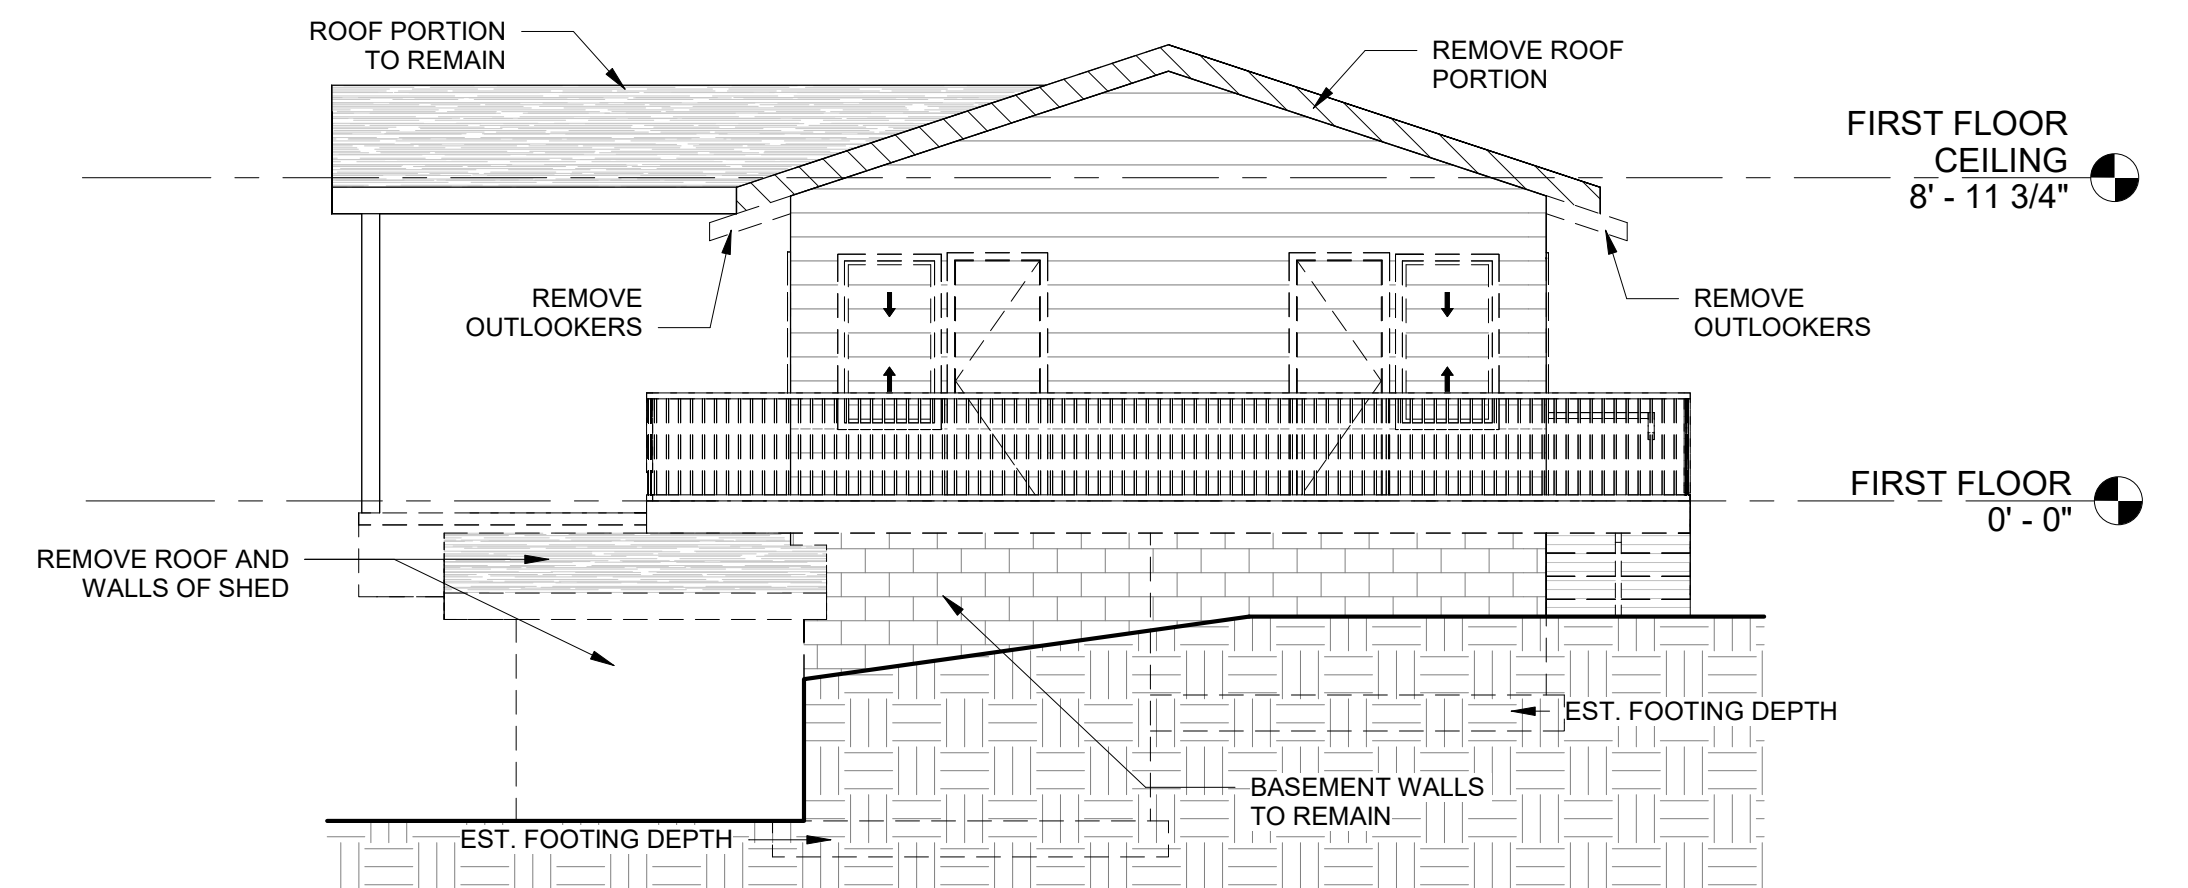 ROOF PORTION
TO REMAIN
REMOVE ROOF
PORTION
FIRST FLOOR
CEILING
8' - 11 3/4"
REMOVE
OUTLOOKERS
REMOVE
OUTLOOKERS
FIRST FLOOR
0' - 0"
REMOVE ROOF AND
WALLS OF SHED
EST. FOOTING DEPTH
BASEMENT WALLS
TO REMAIN
EST. FOOTING DEPTH